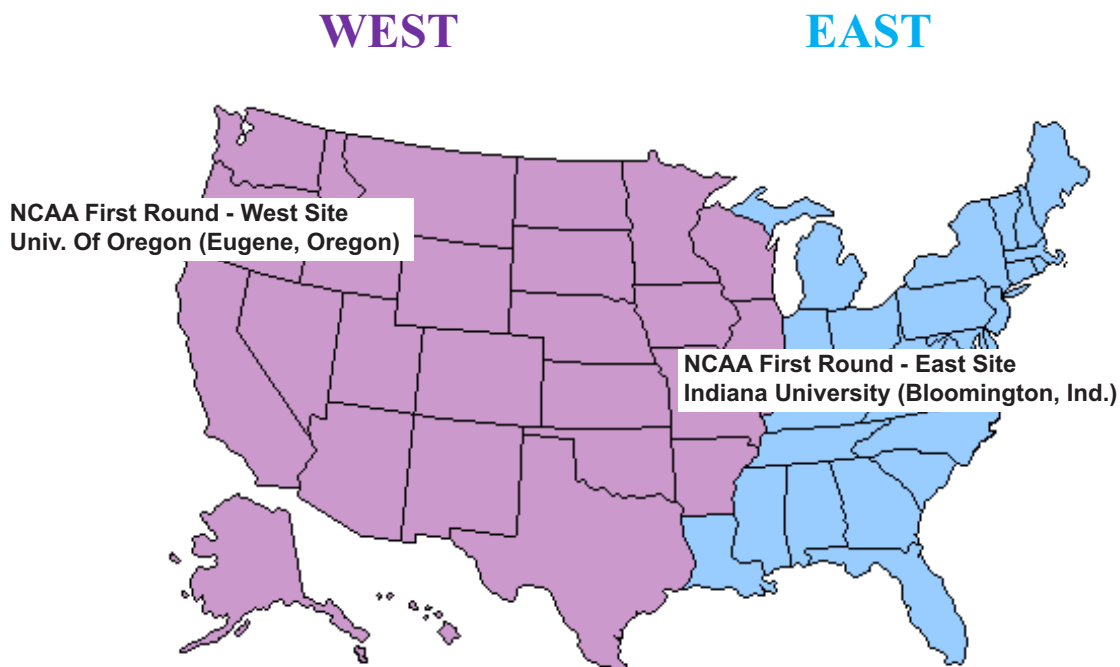 WEST
EAST
NCAA First Round - West Site
Univ. Of Oregon (Eugene, Oregon)
NCAA First Round - East Site
Indiana University (Bloomington, Ind.)